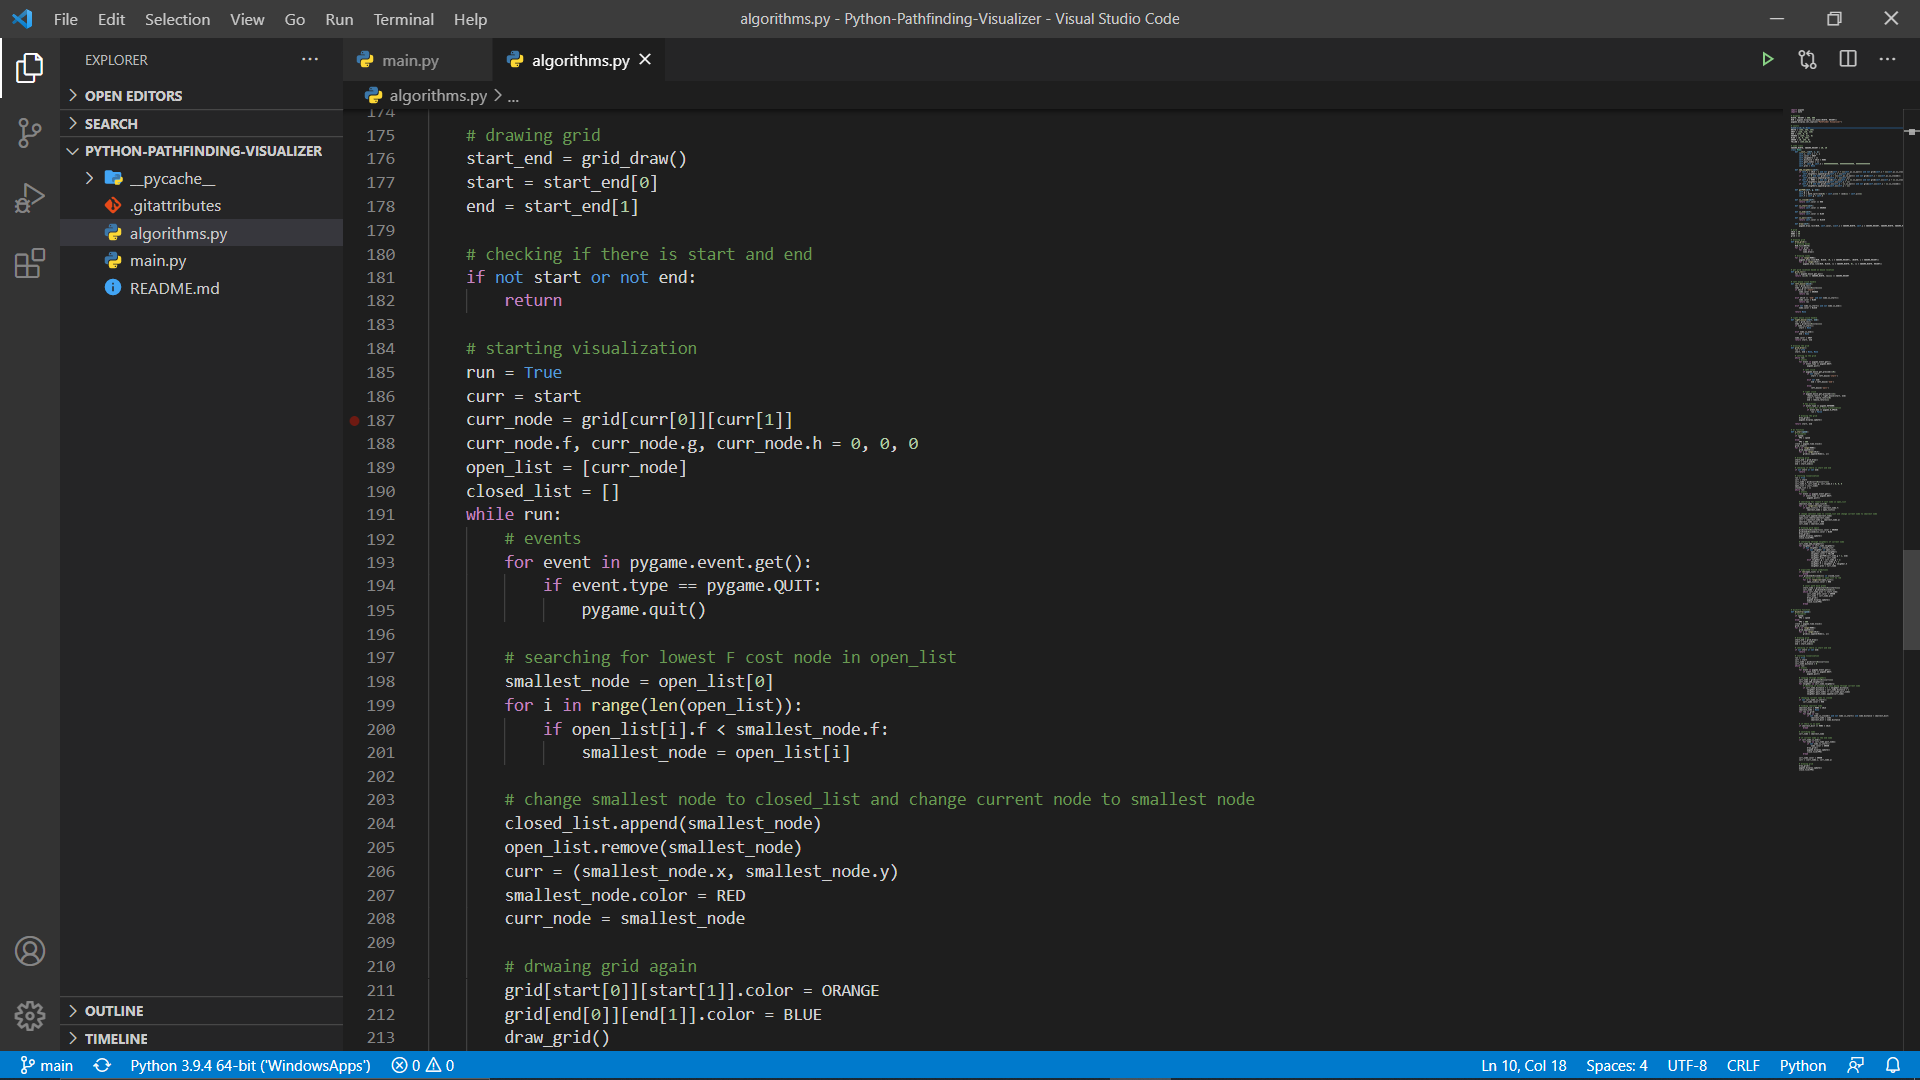 File Edit Selection View Go Run Terminal Help
algorithms.py - Python-Pathfinding-Visualizer - Visual Studio Code
EXPLORER
OPEN EDITORS
SEARCH
PYTHON-PATHFINDING-VISUALIZER
__pycache__
.gitattributes
algorithms.py
main.py
README.md
OUTLINE
TIMELINE
main.py
algorithms.py
algorithms.py > ...
174
175 # drawing grid
176 start_end = grid_draw()
177 start = start_end[0]
178 end = start_end[1]
179
180 # checking if there is start and end
181 if not start or not end:
182 return
183
184 # starting visualization
185 run = True
186 curr = start
187 curr_node = grid[curr[0]][curr[1]]
188 curr_node.f, curr_node.g, curr_node.h = 0, 0, 0
189 open_list = [curr_node]
190 closed_list = []
191 while run:
192 # events
193 for event in pygame.event.get():
194 if event.type == pygame.QUIT:
195 pygame.quit()
196
197 # searching for lowest F cost node in open_list
198 smallest_node = open_list[0]
199 for i in range(len(open_list)):
200 if open_list[i].f < smallest_node.f:
201 smallest_node = open_list[i]
202
203 # change smallest node to closed_list and change current node to smallest node
204 closed_list.append(smallest_node)
205 open_list.remove(smallest_node)
206 curr = (smallest_node.x, smallest_node.y)
207 smallest_node.color = RED
208 curr_node = smallest_node
209
210 # drwaing grid again
211 grid[start[0]][start[1]].color = ORANGE
212 grid[end[0]][end[1]].color = BLUE
213 draw_grid()
main Python 3.9.4 64-bit ('WindowsApps') 0 0 Ln 10, Col 18 Spaces: 4 UTF-8 CRLF Python